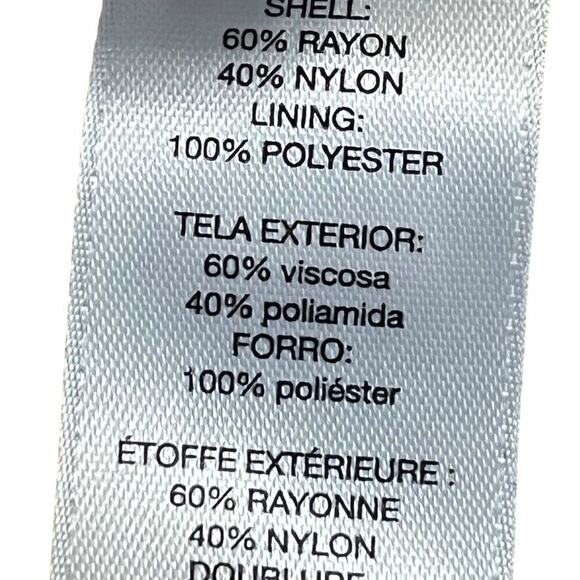 SHELL:
60% RAYON
40% NYLON
LINING:
100% POLYESTER
TELA EXTERIOR:
60% viscosa
40% poliamida
FORRO:
100% poliéster
ÉTOFFE EXTÉRIEURE :
60% RAYONNE
40% NYLON
DOUBLURE